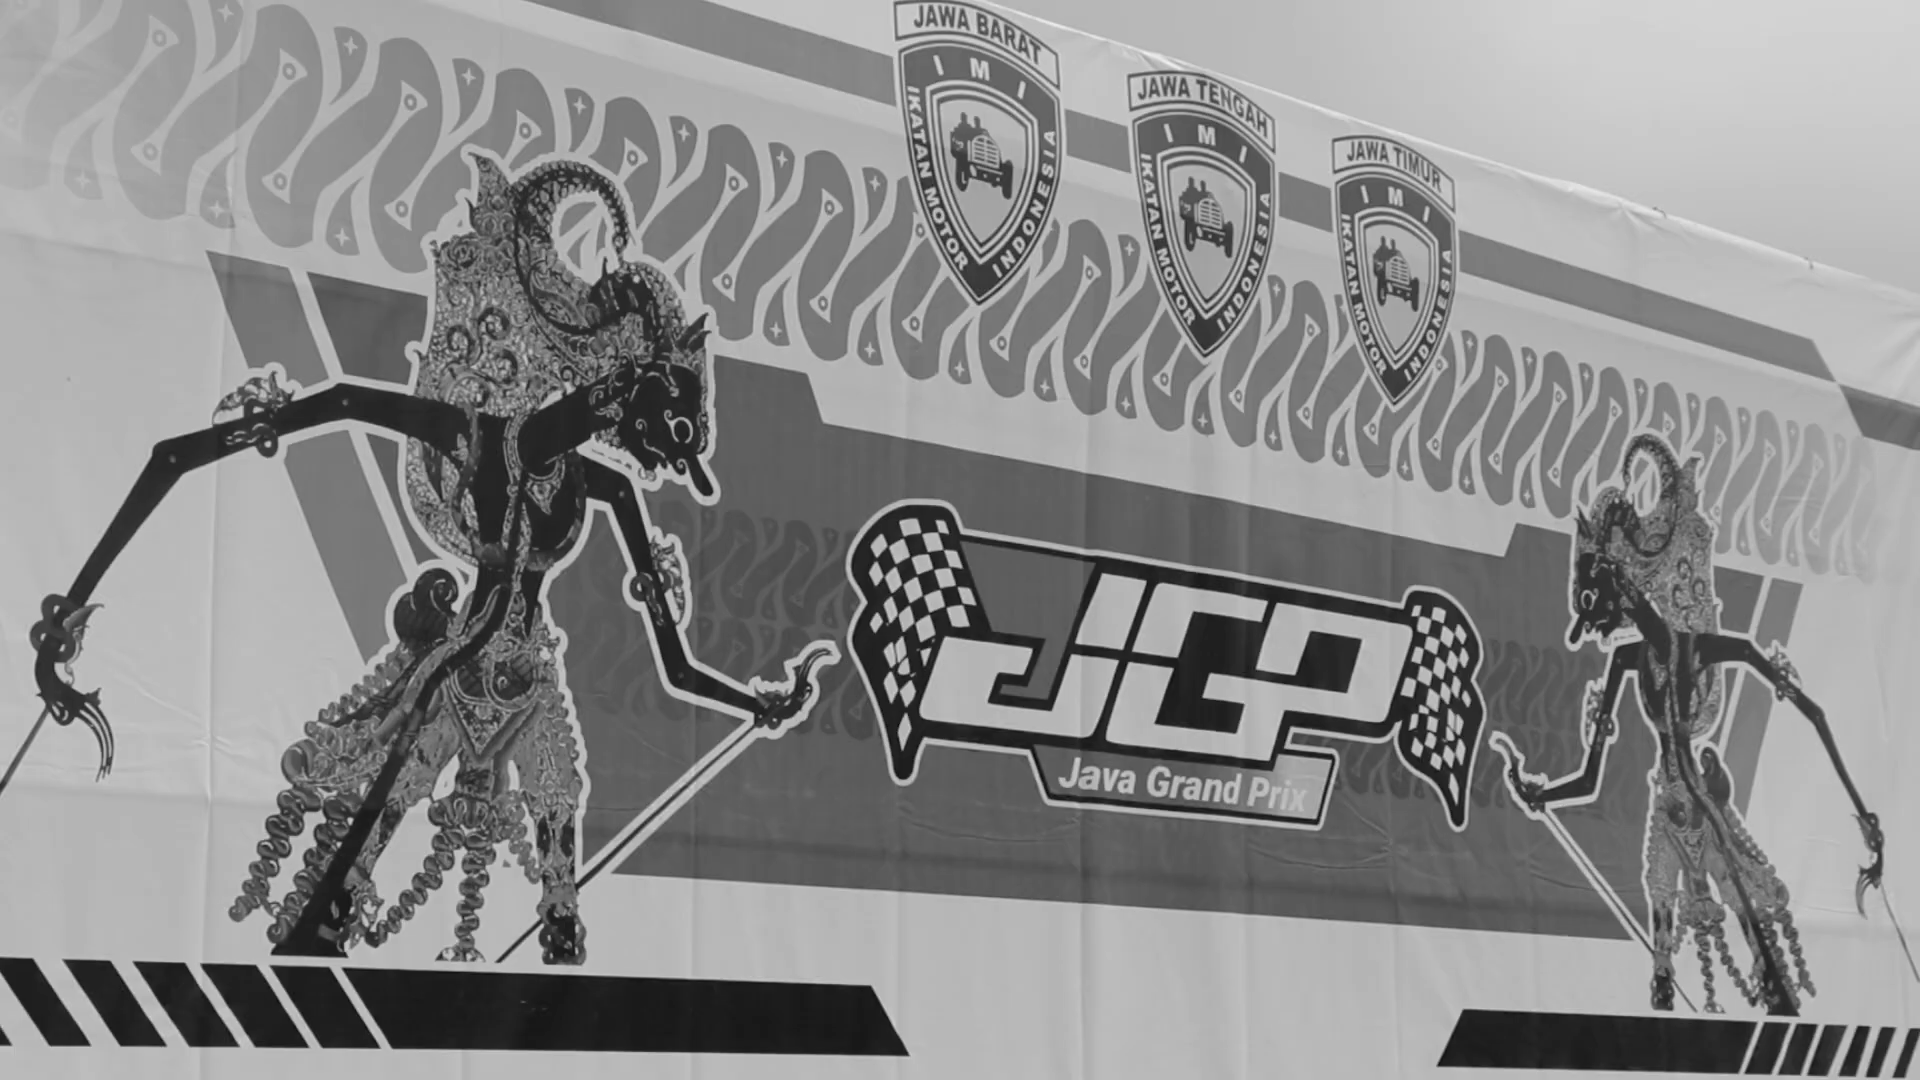 JAWA BARAT
IMI
IKATAN MOTOR INDONESIA
JAWA TENGAH
IMI
IKATAN MOTOR INDONESIA
JAWA TIMUR
IMI
IKATAN MOTOR INDONESIA
JGP
Java Grand Prix